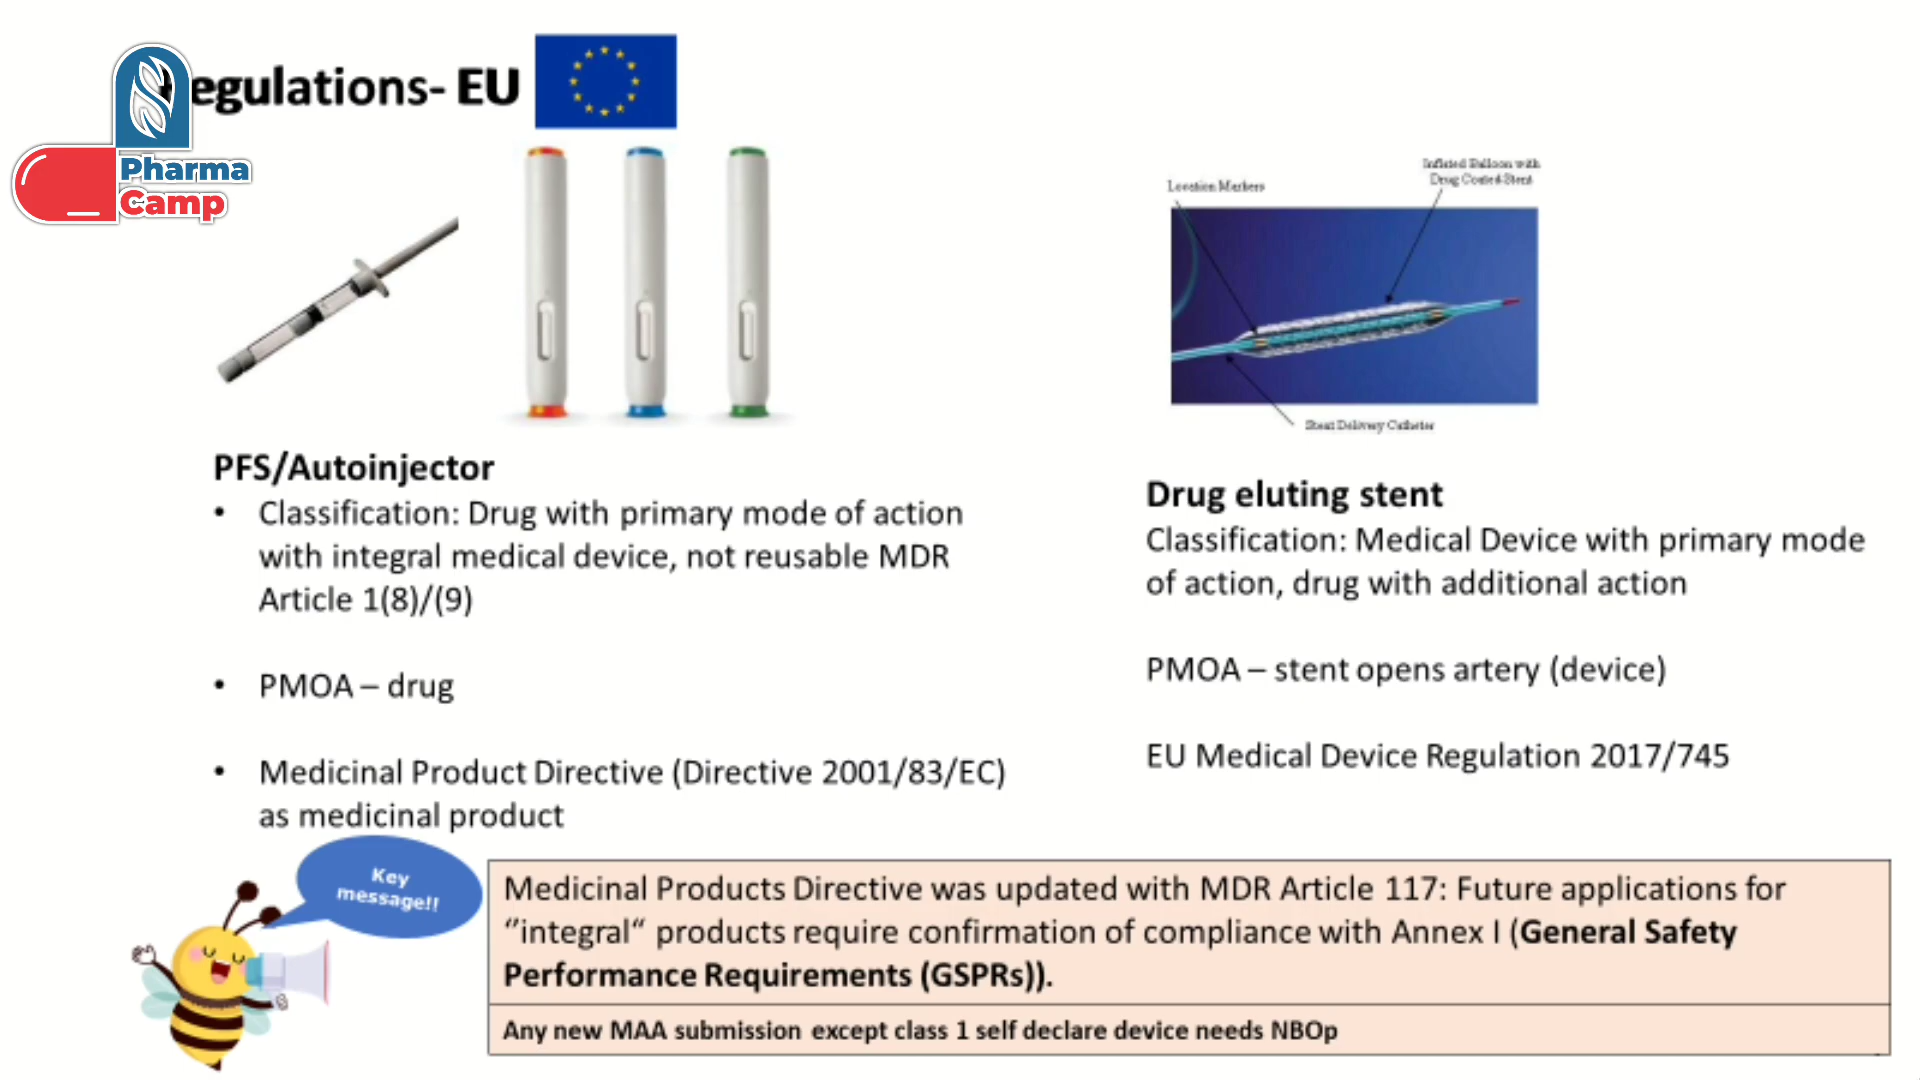 egulations- EU
Pharma
Camp
Inflated Balloon with
Drug Coated Stent
Location Markers
Stent Delivery Catheter
PFS/Autoinjector
• Classification: Drug with primary mode of action
with integral medical device, not reusable MDR
Article 1(8)/(9)
• PMOA – drug
• Medicinal Product Directive (Directive 2001/83/EC)
as medicinal product
Drug eluting stent
Classification: Medical Device with primary mode
of action, drug with additional action
PMOA – stent opens artery (device)
EU Medical Device Regulation 2017/745
Key
message!!
Medicinal Products Directive was updated with MDR Article 117: Future applications for
“integral“ products require confirmation of compliance with Annex I (General Safety
Performance Requirements (GSPRs)).
Any new MAA submission except class 1 self declare device needs NBOp